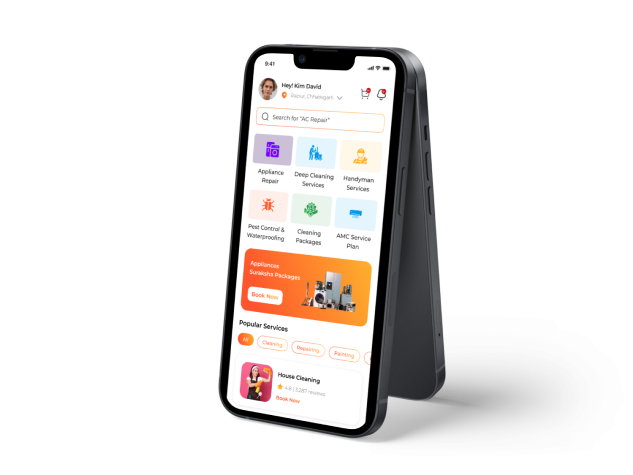 9:41
Hey! Kim David
Raipur, Chhattisgarh
Search for "AC Repair"
Appliance
Repair
Deep Cleaning
Services
Handyman
Services
Pest Control &
Waterproofing
Cleaning
Packages
AMC Service
Plan
Appliances
Suraksha Packages
Book Now
Popular Services
All
Cleaning
Repairing
Painting
House Cleaning
4.8 | 3,287 reviews
Book Now